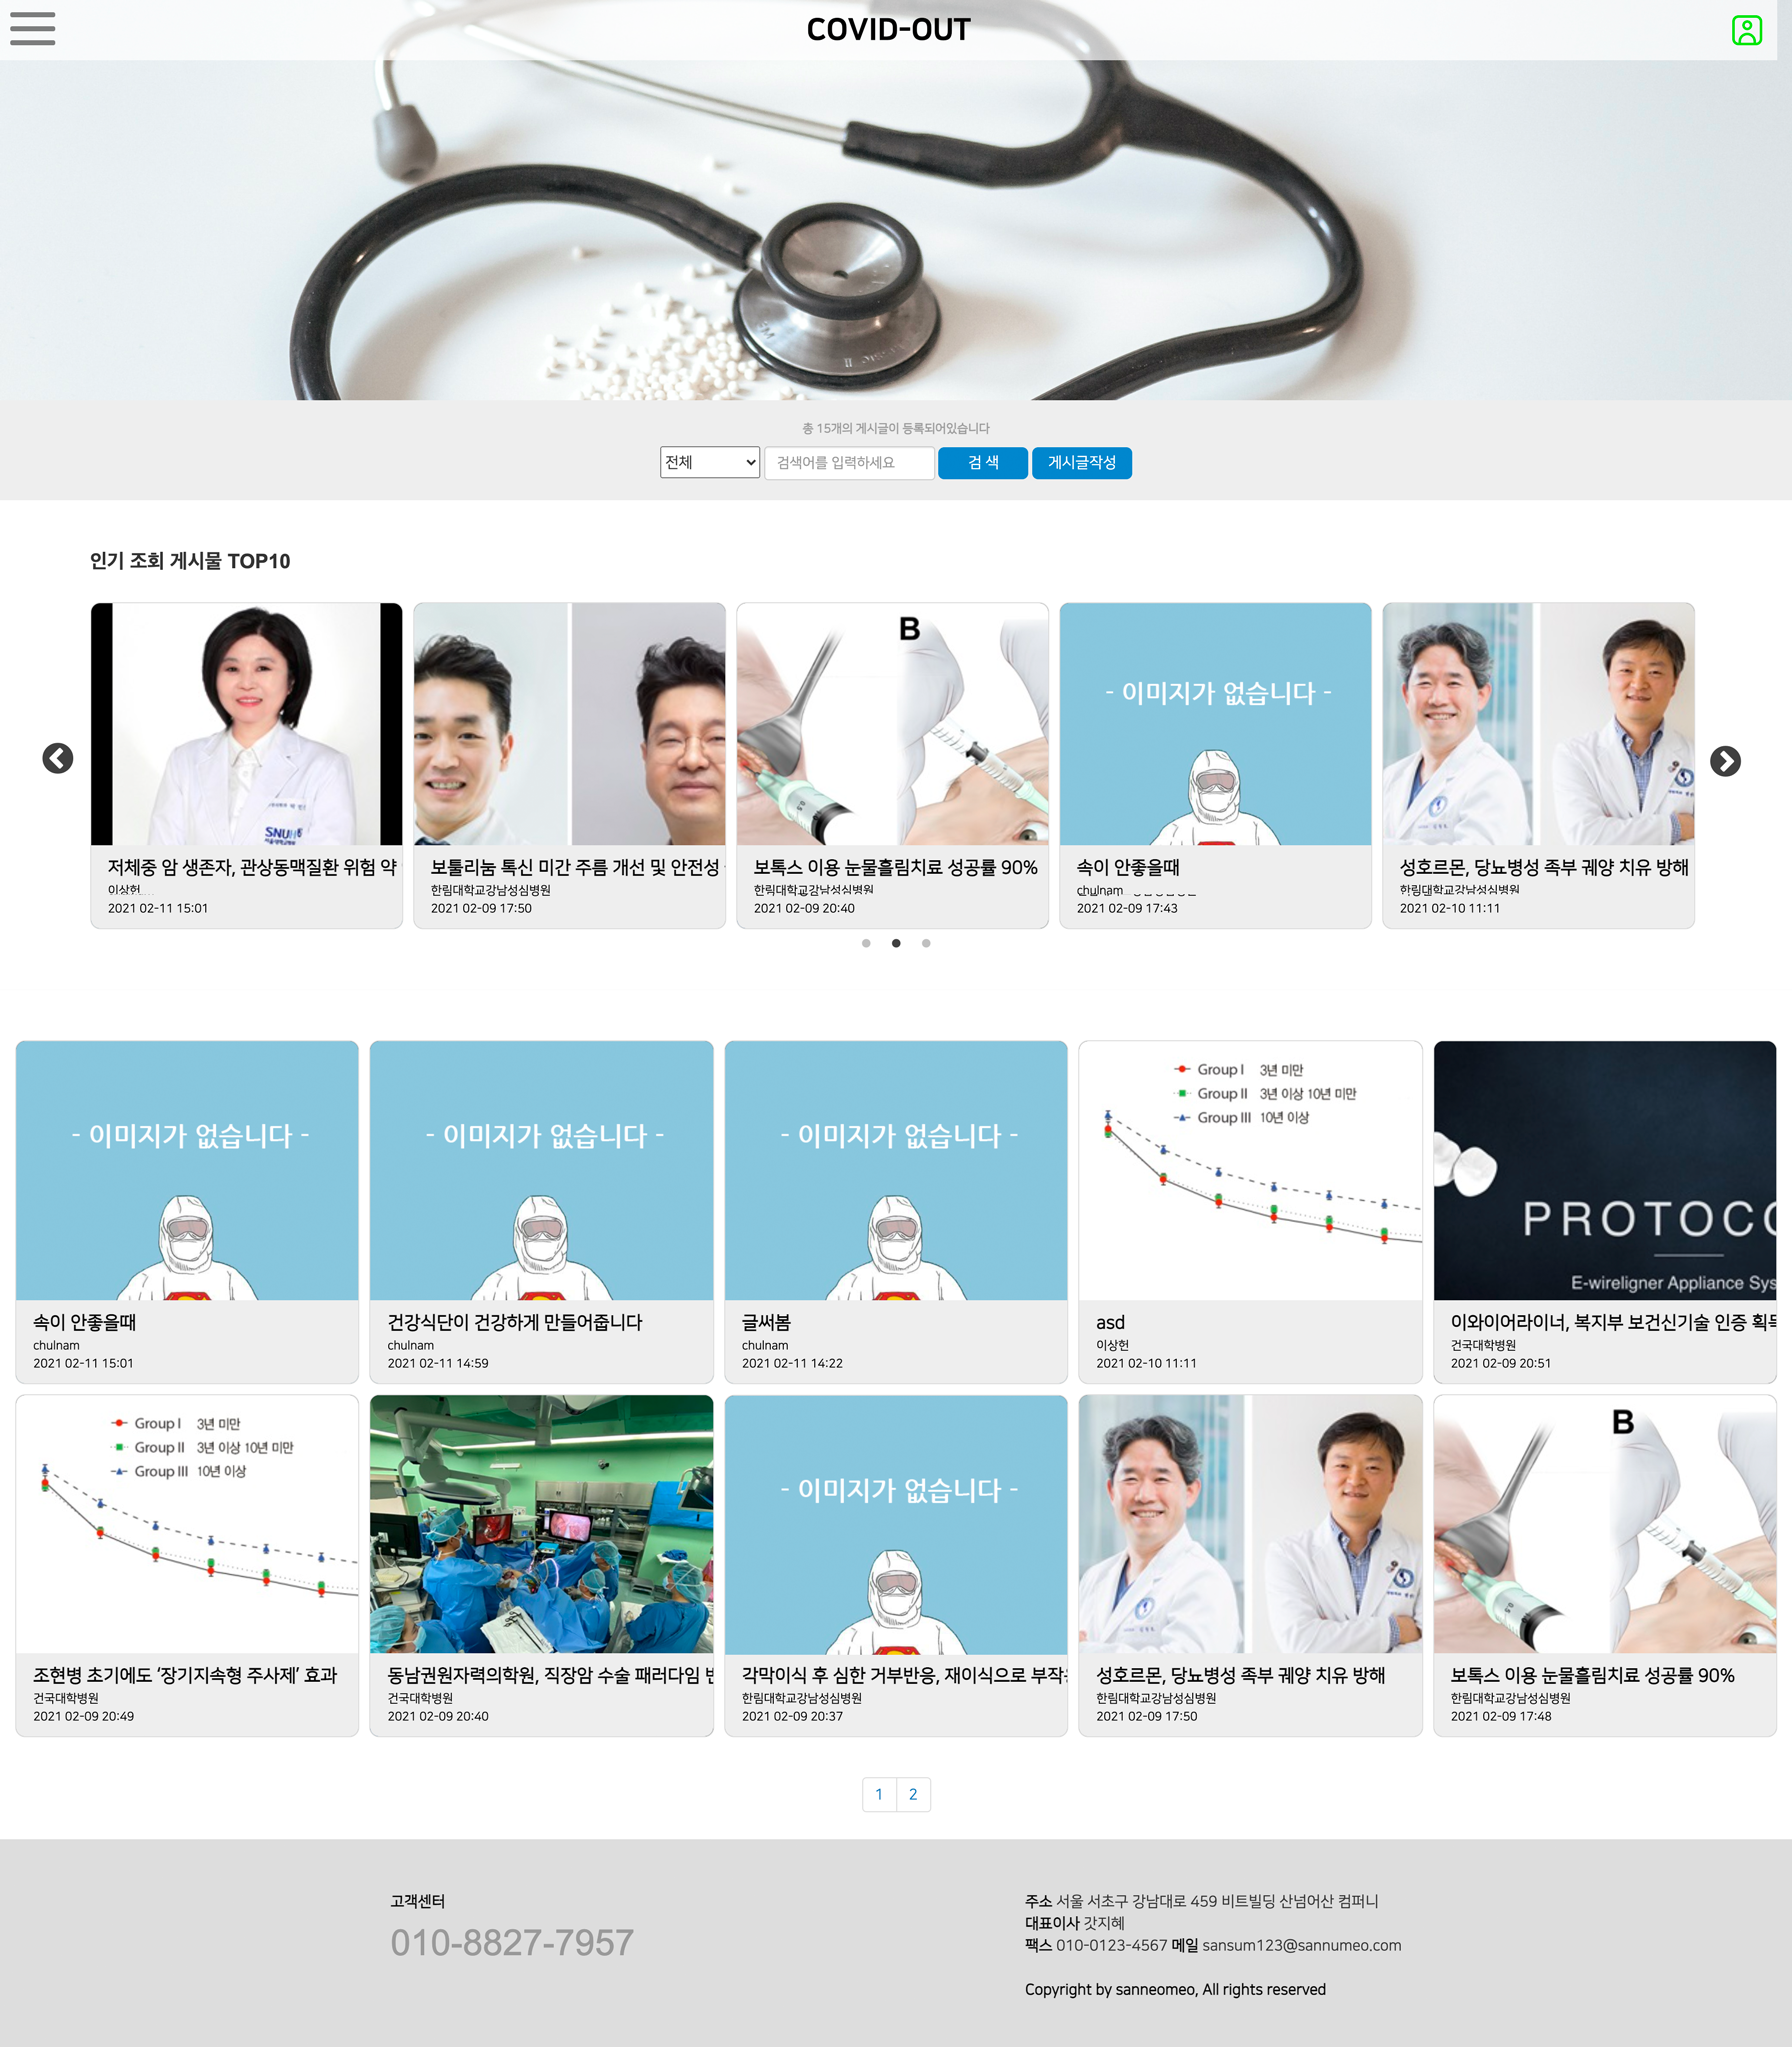 COVID-OUT
총 15개의 게시글이 등록되어있습니다
전체 검색어를 입력하세요 검 색 게시글작성
인기 조회 게시물 TOP10
SNUH
B
- 이미지가 없습니다 -
저체중 암 생존자, 관상동맥질환 위험 약
이상헌
2021 02-11 15:01
보툴리눔 톡신 미간 주름 개선 및 안전성
한림대학교강남성심병원
2021 02-09 17:50
보톡스 이용 눈물흘림치료 성공률 90%
한림대학교강남성심병원
2021 02-09 20:40
속이 안좋을때
chulnam
2021 02-09 17:43
성호르몬, 당뇨병성 족부 궤양 치유 방해
한림대학교강남성심병원
2021 02-10 11:11
- 이미지가 없습니다 -
속이 안좋을때
chulnam
2021 02-11 15:01
- 이미지가 없습니다 -
건강식단이 건강하게 만들어줍니다
chulnam
2021 02-11 14:59
- 이미지가 없습니다 -
글써봄
chulnam
2021 02-11 14:22
Group I 3년 미만
Group II 3년 이상 10년 미만
Group III 10년 이상
asd
이상헌
2021 02-10 11:11
PROTOCO
E-wireligner Appliance Sys
이와이어라이너, 복지부 보건신기술 인증 획득
건국대학병원
2021 02-09 20:51
Group I 3년 미만
Group II 3년 이상 10년 미만
Group III 10년 이상
조현병 초기에도 ‘장기지속형 주사제’ 효과
건국대학병원
2021 02-09 20:49
동남권원자력의학원, 직장암 수술 패러다임
건국대학병원
2021 02-09 20:40
- 이미지가 없습니다 -
각막이식 후 심한 거부반응, 재이식으로 부작용
한림대학교강남성심병원
2021 02-09 20:37
성호르몬, 당뇨병성 족부 궤양 치유 방해
한림대학교강남성심병원
2021 02-09 17:50
B
보톡스 이용 눈물흘림치료 성공률 90%
한림대학교강남성심병원
2021 02-09 17:48
1 2
고객센터
010-8827-7957
주소 서울 서초구 강남대로 459 비트빌딩 산넘어산 컴퍼니
대표이사 갓지혜
팩스 010-0123-4567 메일 sansum123@sannumeo.com
Copyright by sanneomeo, All rights reserved